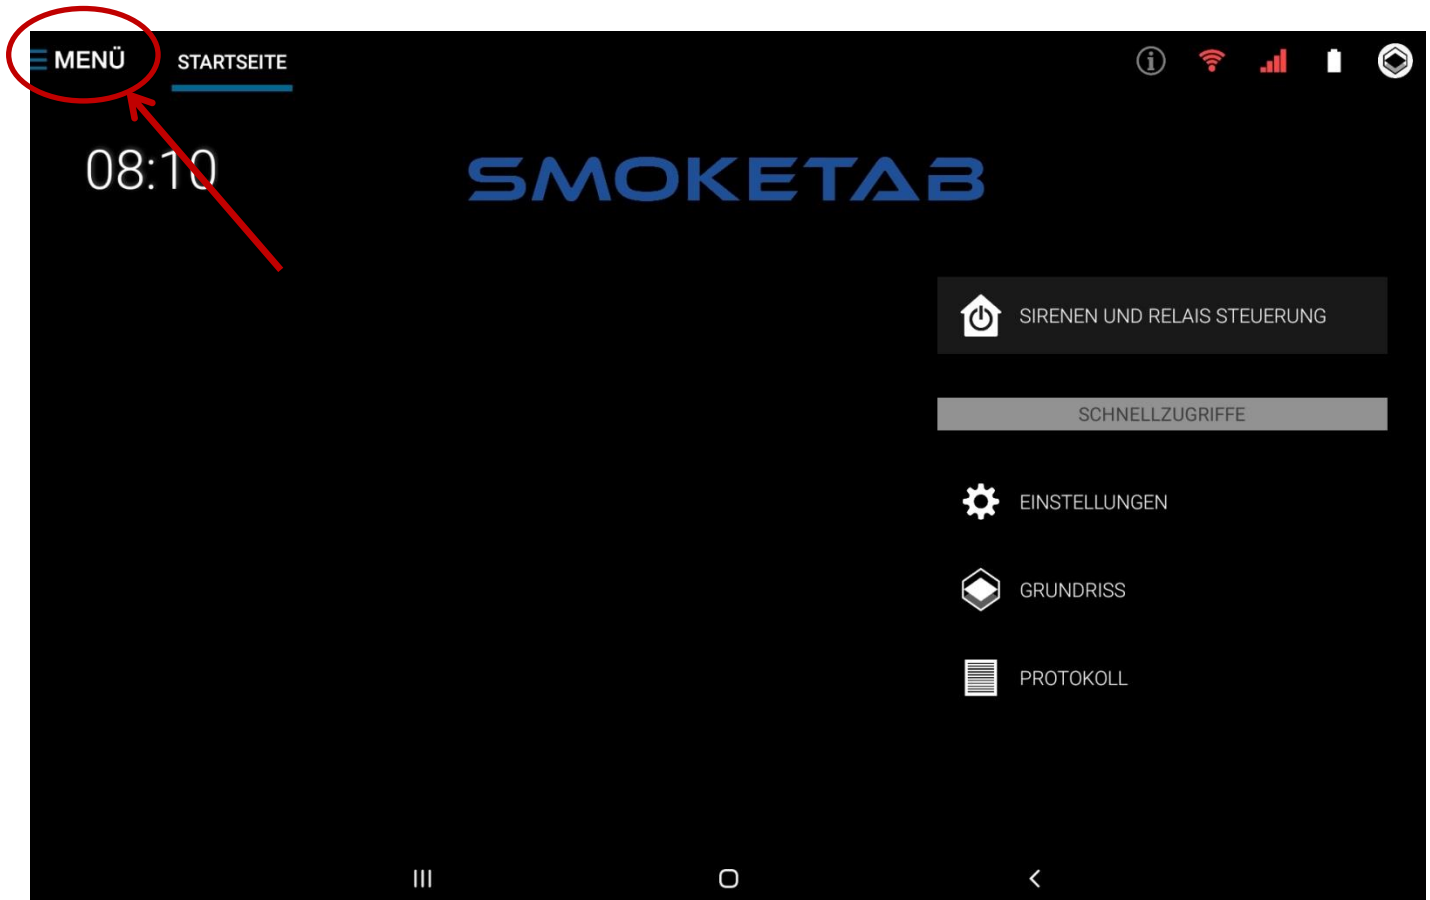 MENÜ
STARTSEITE
08:10
SMOKETAB
SIRENEN UND RELAIS STEUERUNG
SCHNELLZUGRIFFE
EINSTELLUNGEN
GRUNDRISS
PROTOKOLL